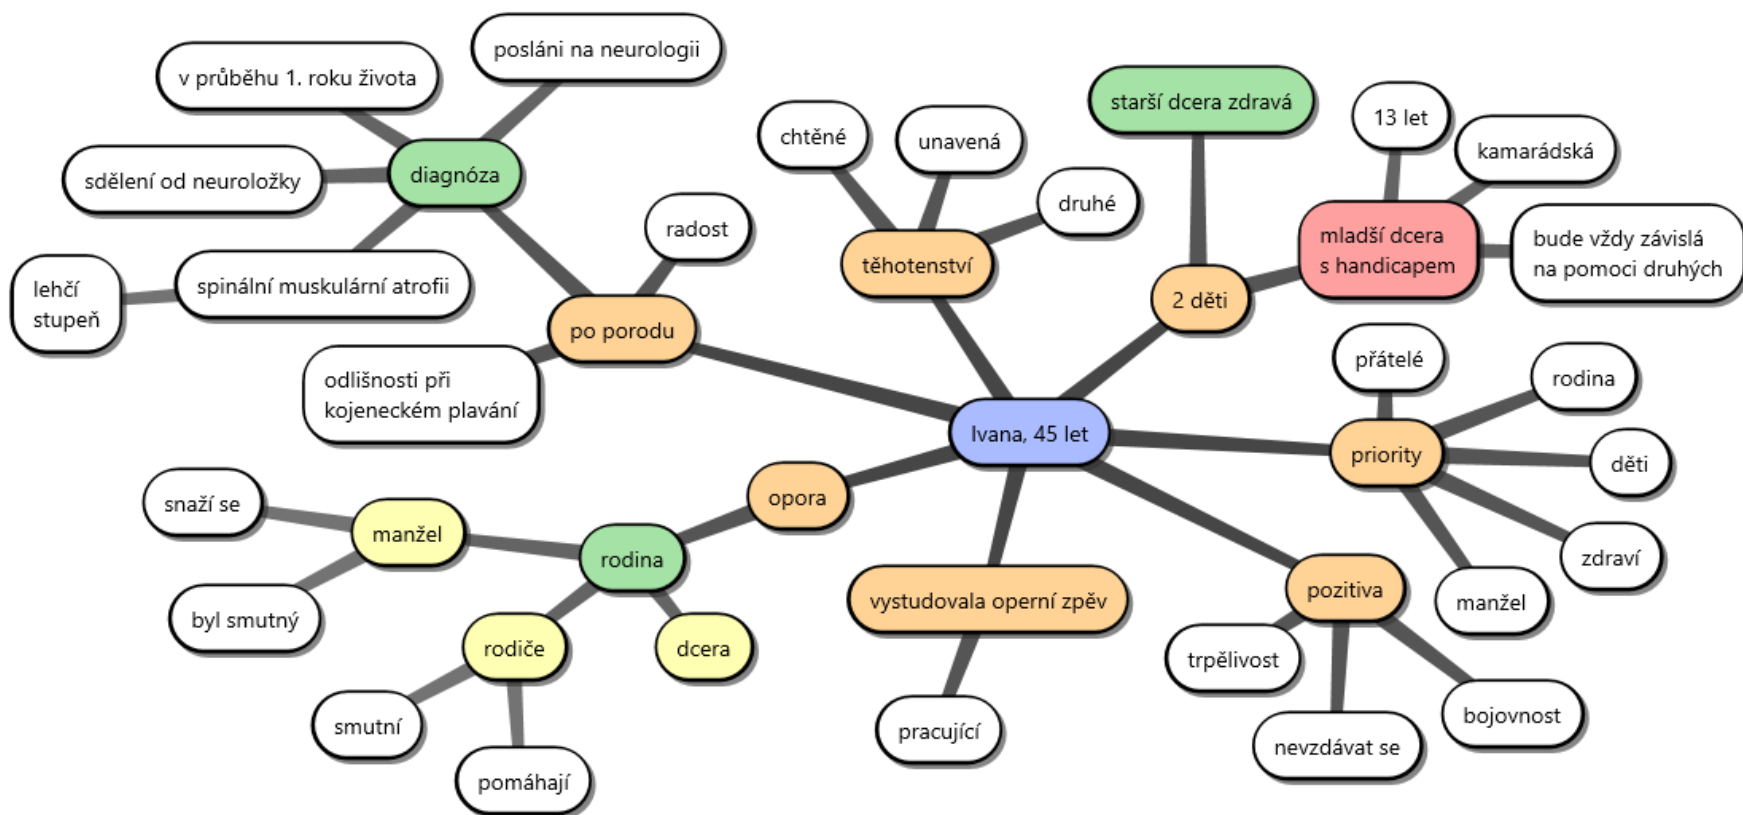 posláni na neurologii
v průběhu 1. roku života
sdělení od neuroložky
diagnóza
spinální muskulární atrofii
lehčí
stupeň
radost
po porodu
odlišnosti při
kojeneckém plavání
chtěné
unavená
druhé
těhotenství
starší dcera zdravá
13 let
kamarádská
mladší dcera
s handicapem
bude vždy závislá
na pomoci druhých
2 děti
Ivana, 45 let
přátelé
rodina
priority
děti
zdraví
manžel
opora
snaží se
manžel
byl smutný
rodina
rodiče
dcera
smutní
pomáhají
vystudovala operní zpěv
pracující
pozitiva
trpělivost
nevzdávat se
bojovnost